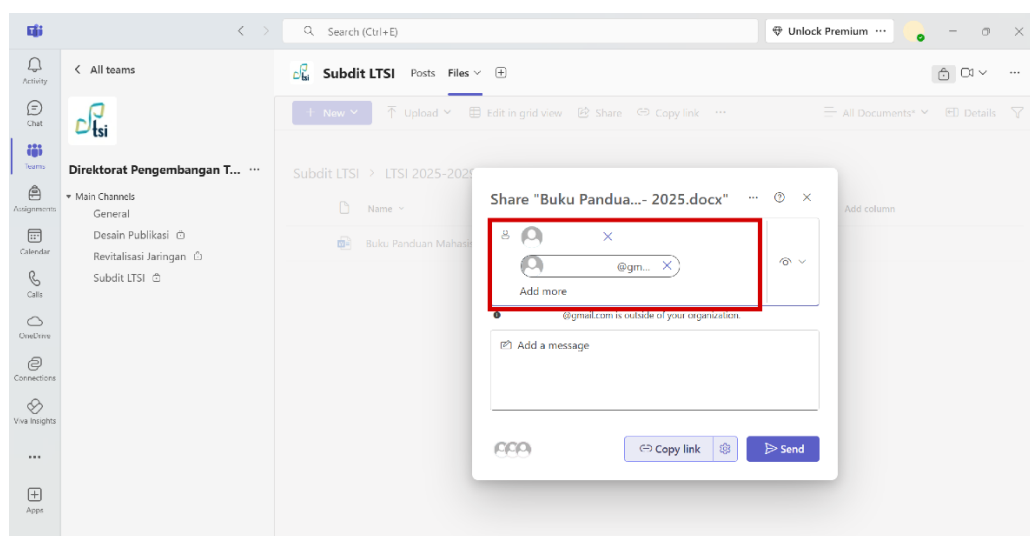 Search (Ctrl+E)
Unlock Premium ...
Activity
Chat
Teams
Assignments
Calendar
Calls
OneDrive
Connections
Viva Insights
...
Apps
All teams
ltsi
Direktorat Pengembangan T... ...
Main Channels
General
Desain Publikasi
Revitalisasi Jaringan
Subdit LTSI
Subdit LTSI Posts Files
...
New Upload Edit in grid view Share Copy link ...
All Documents* Details
Subdit LTSI > LTSI 2025-202
Name
Add column
Buku Panduan Mahasis
Share "Buku Pandua...- 2025.docx" ...
@gm...
Add more
@gmail.com is outside of your organization.
Add a message
Copy link
Send